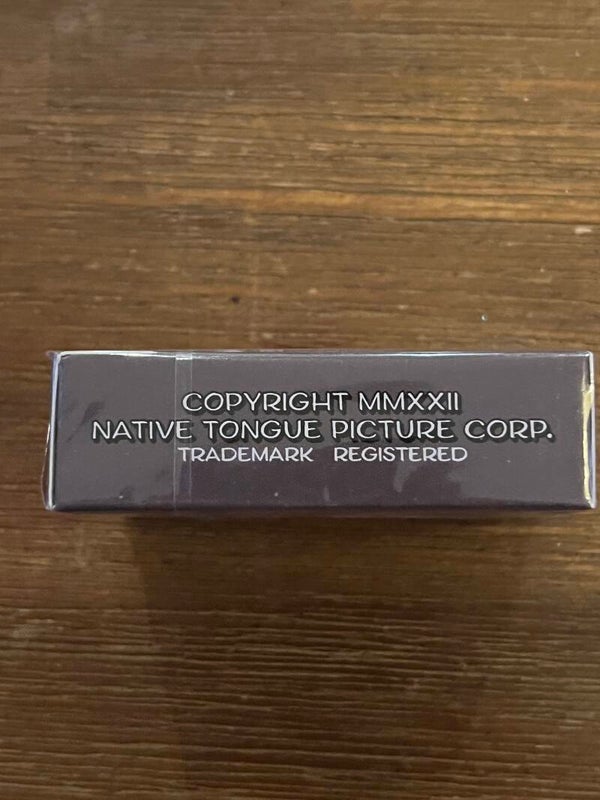 COPYRIGHT MMXXII
NATIVE TONGUE PICTURE CORP.
TRADEMARK REGISTERED